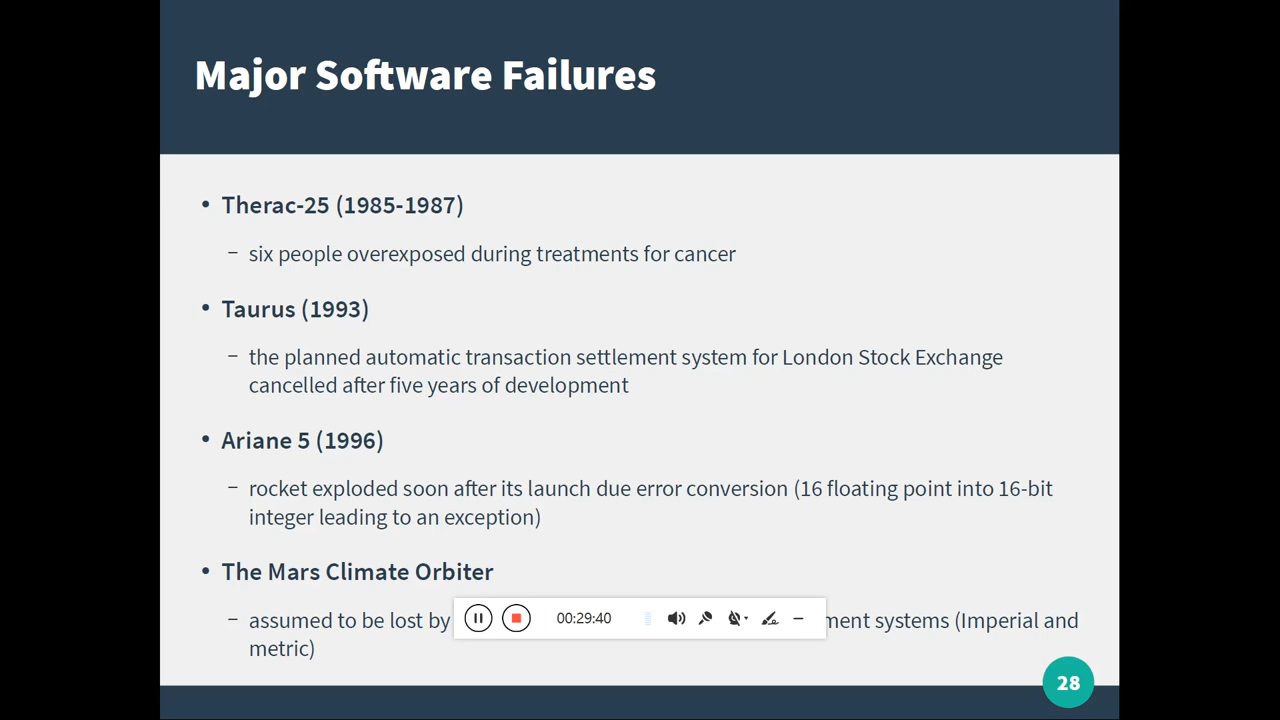 Major Software Failures
• Therac-25 (1985-1987)
– six people overexposed during treatments for cancer
• Taurus (1993)
– the planned automatic transaction settlement system for London Stock Exchange
cancelled after five years of development
• Ariane 5 (1996)
– rocket exploded soon after its launch due error conversion (16 floating point into 16-bit
integer leading to an exception)
• The Mars Climate Orbiter
– assumed to be lost by 00:29:40 ment systems (Imperial and
metric)
28